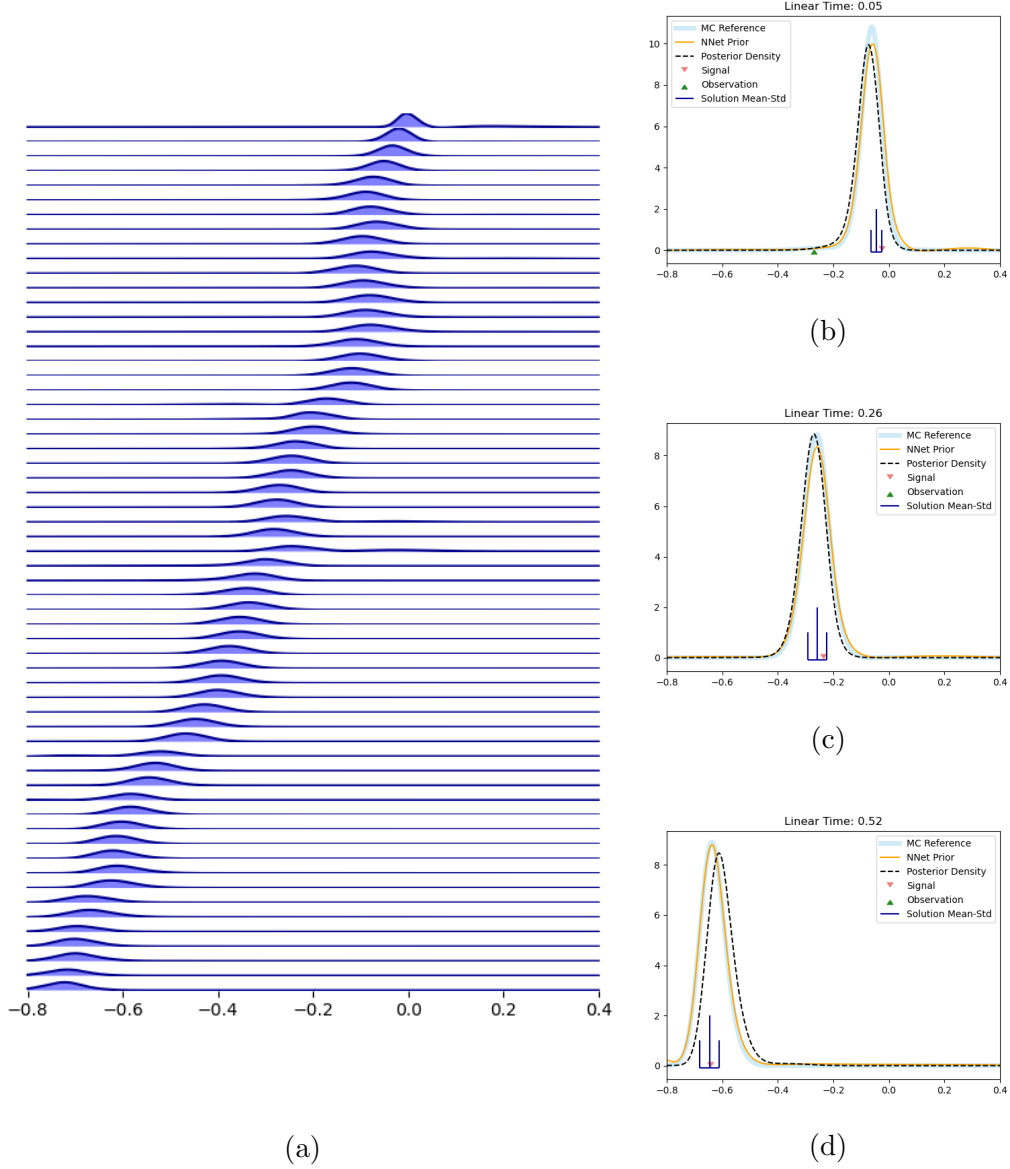 −0.8 −0.6 −0.4 −0.2 0.0 0.2 0.4
(a)
Linear Time: 0.05
MC Reference
NNet Prior
Posterior Density
Signal
Observation
Solution Mean-Std
10
8
6
4
2
0
−0.8 −0.6 −0.4 −0.2 0.0 0.2 0.4
(b)
Linear Time: 0.26
MC Reference
NNet Prior
Posterior Density
Signal
Observation
Solution Mean-Std
8
6
4
2
0
−0.8 −0.6 −0.4 −0.2 0.0 0.2 0.4
(c)
Linear Time: 0.52
MC Reference
NNet Prior
Posterior Density
Signal
Observation
Solution Mean-Std
8
6
4
2
0
−0.8 −0.6 −0.4 −0.2 0.0 0.2 0.4
(d)